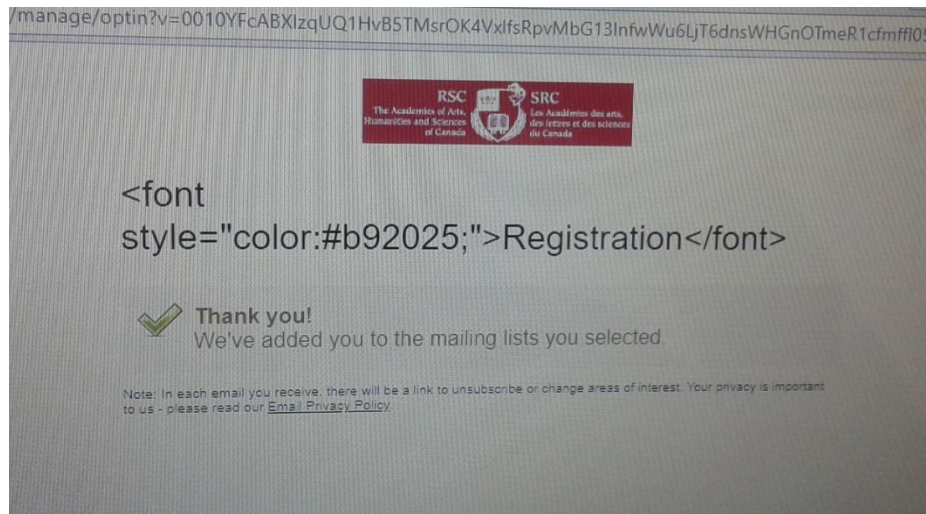 /manage/optin?v=0010YFcABXlzqUQ1HvB5TMsrOK4VxlfsRpvMbG13lnfwWu6LjT6dnsWHGnOTmeR1cfmffl05
RSC
The Academies of Arts,
Humanities and Sciences
of Canada
SRC
Les Académies des arts,
des lettres et des sciences
du Canada
<font
style="color:#b92025;">Registration</font>
Thank you!
We've added you to the mailing lists you selected.
Note: In each email you receive, there will be a link to unsubscribe or change areas of interest. Your privacy is important
to us - please read our Email Privacy Policy.